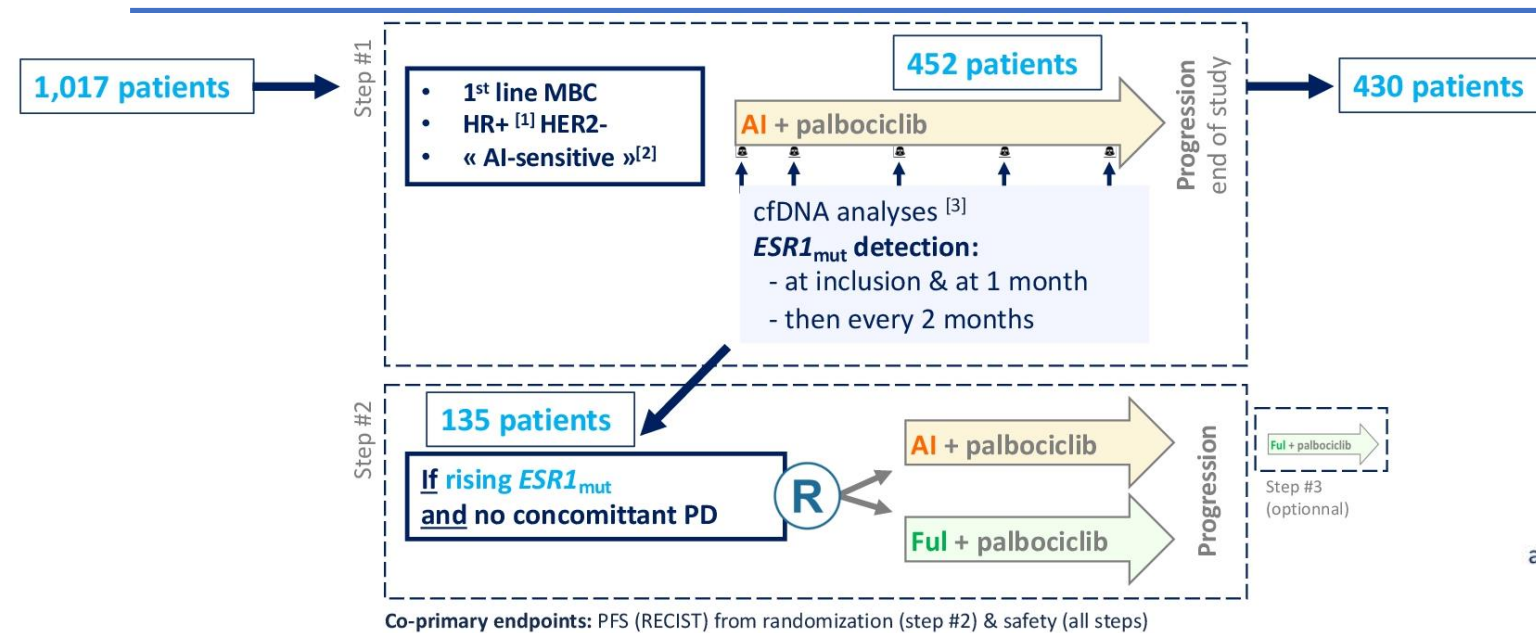 1,017 patients
Step #1
• 1st line MBC
• HR+ [1] HER2-
• « AI-sensitive »[2]
452 patients
AI + palbociclib
Progression
end of study
430 patients
cfDNA analyses [3]
ESR1mut detection:
- at inclusion & at 1 month
- then every 2 months
Step #2
135 patients
If rising ESR1mut
and no concomittant PD
R
AI + palbociclib
Ful + palbociclib
Progression
Ful + palbociclib
Step #3
(optionnal)
a
Co-primary endpoints: PFS (RECIST) from randomization (step #2) & safety (all steps)